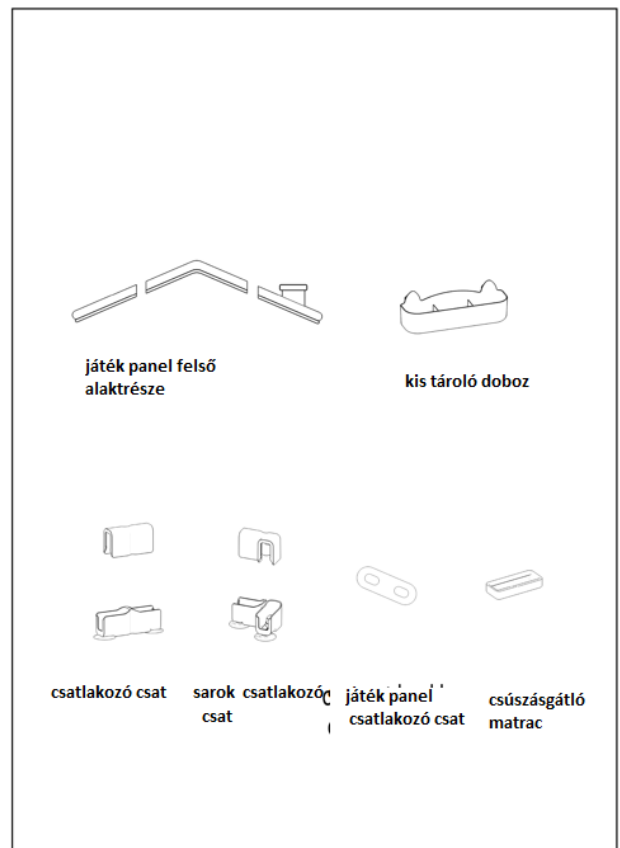 játék panel felső
alaktrésze
kis tároló doboz
csatlakozó csat
sarok csatlakozó
csat
játék panel
csatlakozó csat
csúszásgátló
matrac